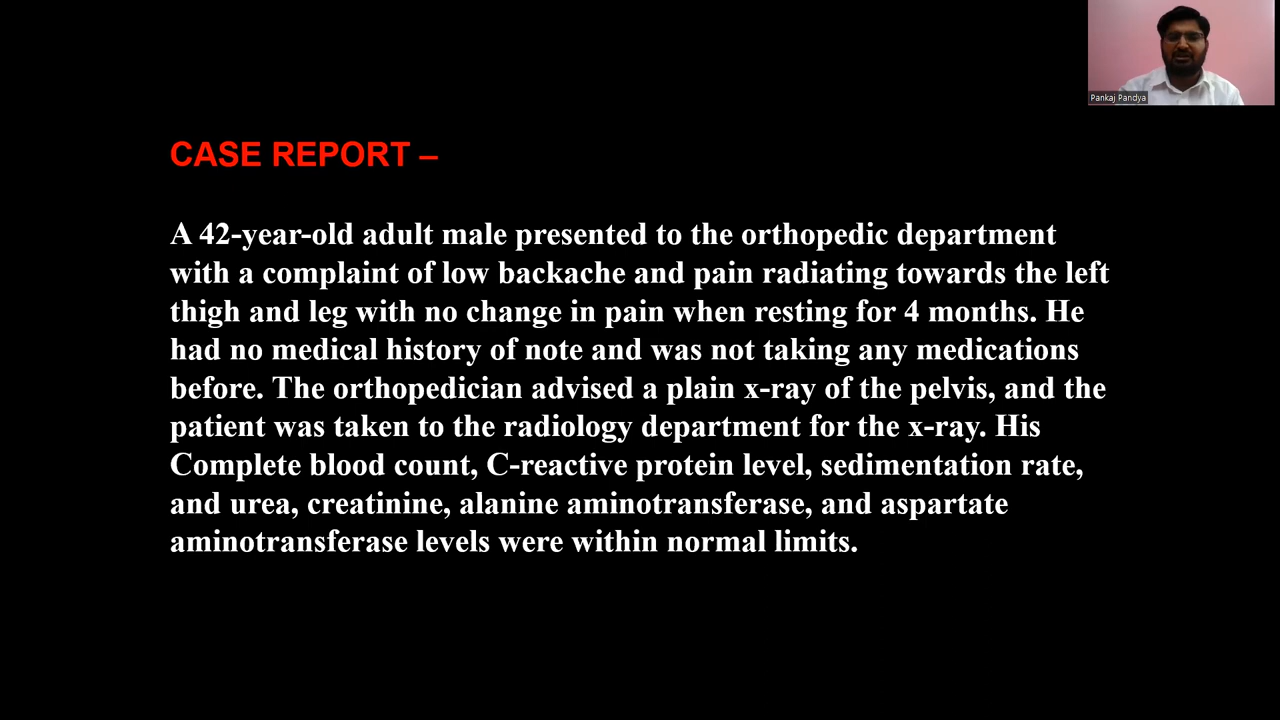 Pankaj Pandya
CASE REPORT –
A 42-year-old adult male presented to the orthopedic department
with a complaint of low backache and pain radiating towards the left
thigh and leg with no change in pain when resting for 4 months. He
had no medical history of note and was not taking any medications
before. The orthopedician advised a plain x-ray of the pelvis, and the
patient was taken to the radiology department for the x-ray. His
Complete blood count, C-reactive protein level, sedimentation rate,
and urea, creatinine, alanine aminotransferase, and aspartate
aminotransferase levels were within normal limits.